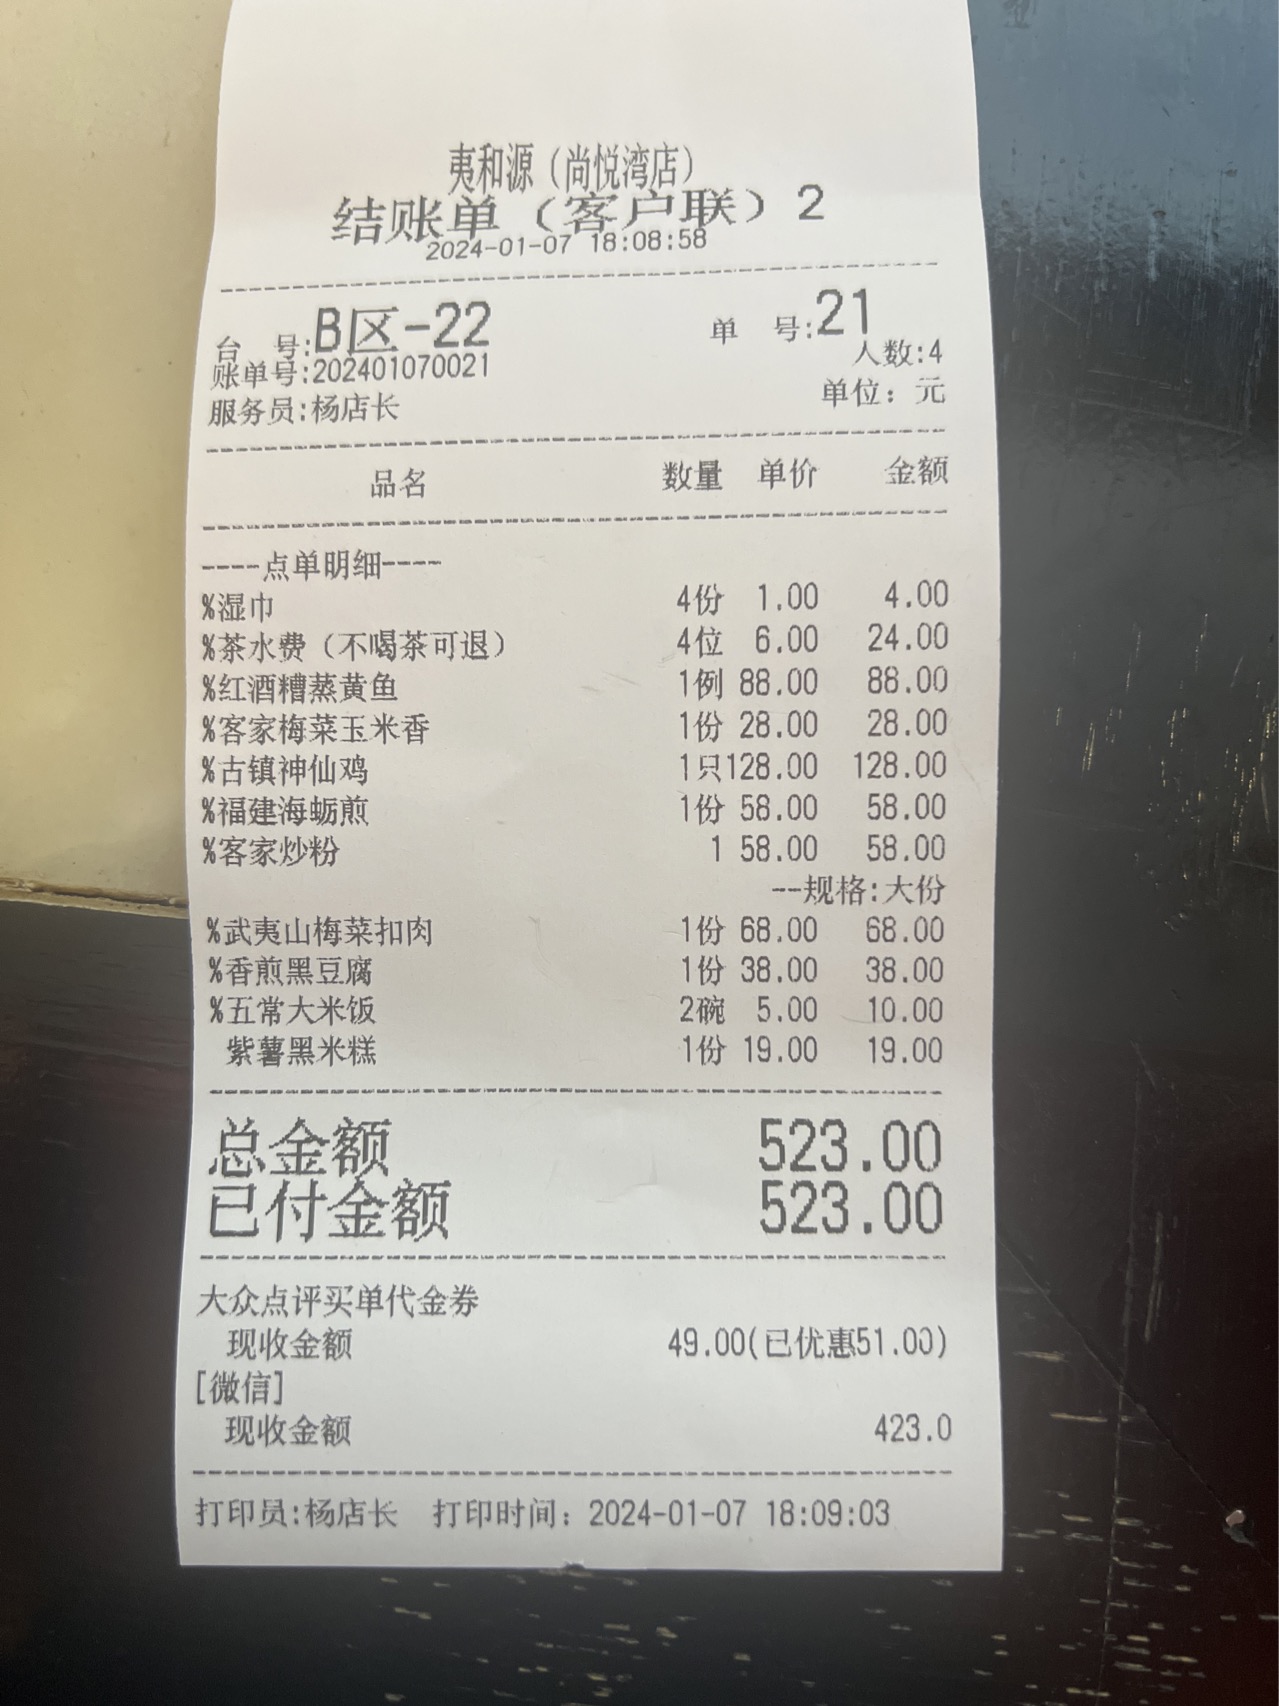 夷和源（尚悦湾店）
结账单（客户联）2
2024-01-07 18:08:58
台 号:B区-22 单 号:21
账单号:202401070021 人数:4
服务员:杨店长 单位：元
品名 数量 单价 金额
----点单明细----
%湿巾 4份 1.00 4.00
%茶水费（不喝茶可退） 4位 6.00 24.00
%红酒糟蒸黄鱼 1例 88.00 88.00
%客家梅菜玉米香 1份 28.00 28.00
%古镇神仙鸡 1只128.00 128.00
%福建海蛎煎 1份 58.00 58.00
%客家炒粉 1 58.00 58.00
--规格:大份
%武夷山梅菜扣肉 1份 68.00 68.00
%香煎黑豆腐 1份 38.00 38.00
%五常大米饭 2碗 5.00 10.00
紫薯黑米糕 1份 19.00 19.00
总金额 523.00
已付金额 523.00
大众点评买单代金券
现收金额 49.00(已优惠51.00)
[微信]
现收金额 423.0
打印员:杨店长 打印时间：2024-01-07 18:09:03